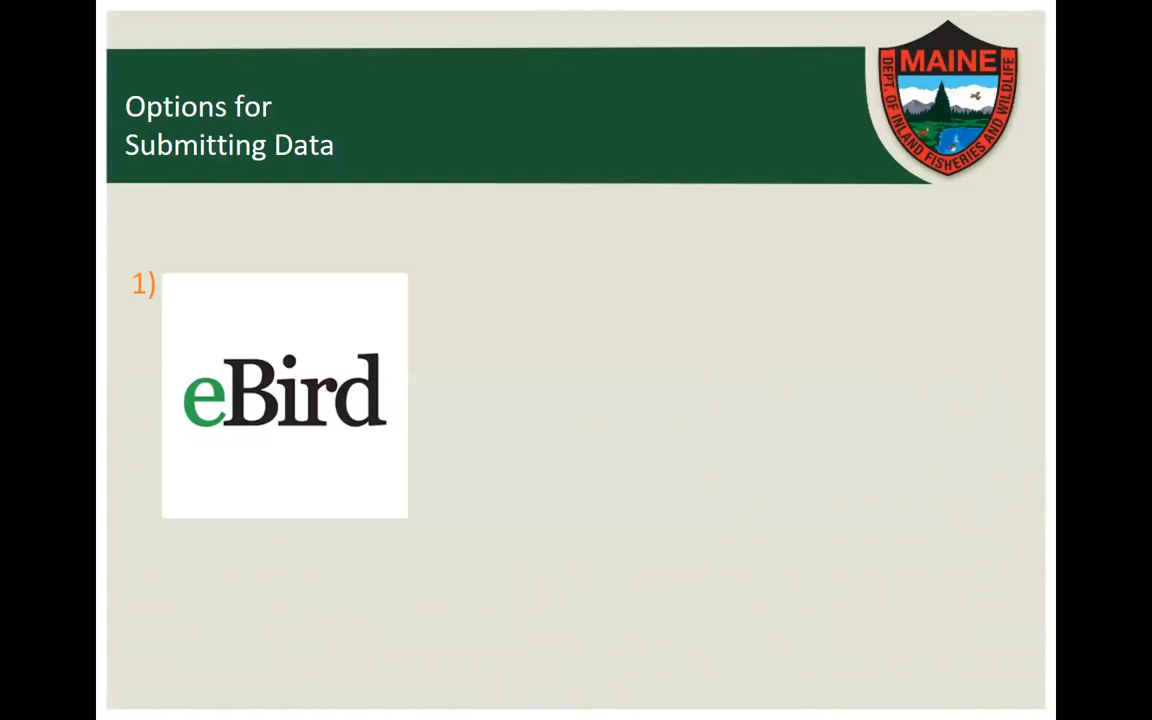 Options for
Submitting Data
MAINE
DEPT. OF INLAND FISHERIES AND WILDLIFE
1)
eBird